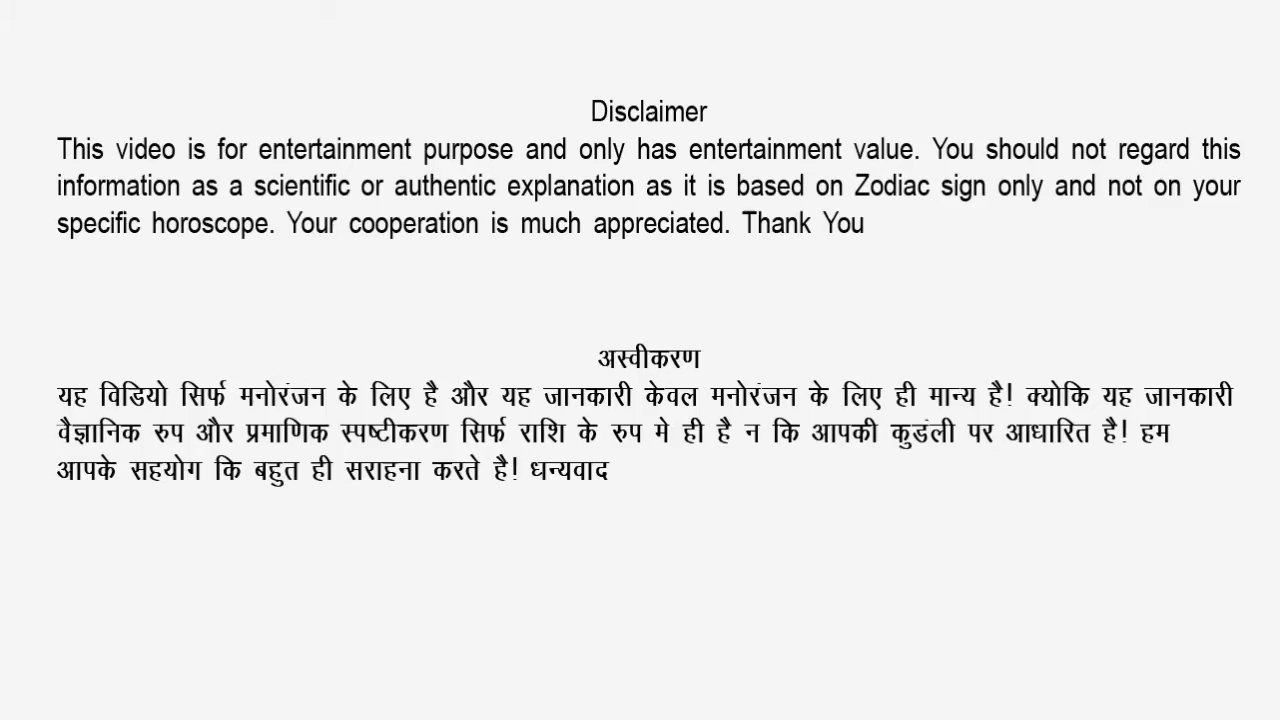 Disclaimer
This video is for entertainment purpose and only has entertainment value. You should not regard this
information as a scientific or authentic explanation as it is based on Zodiac sign only and not on your
specific horoscope. Your cooperation is much appreciated. Thank You
अस्वीकरण
यह विडियो सिर्फ मनोरंजन के लिए है और यह जानकारी केवल मनोरंजन के लिए ही मान्य है! क्योकि यह जानकारी
वैज्ञानिक रुप और प्रमाणिक स्पष्टीकरण सिर्फ राशि के रुप मे ही है न कि आपकी कुडंली पर आधारित है! हम
आपके सहयोग कि बहुत ही सराहना करते है! धन्यवाद